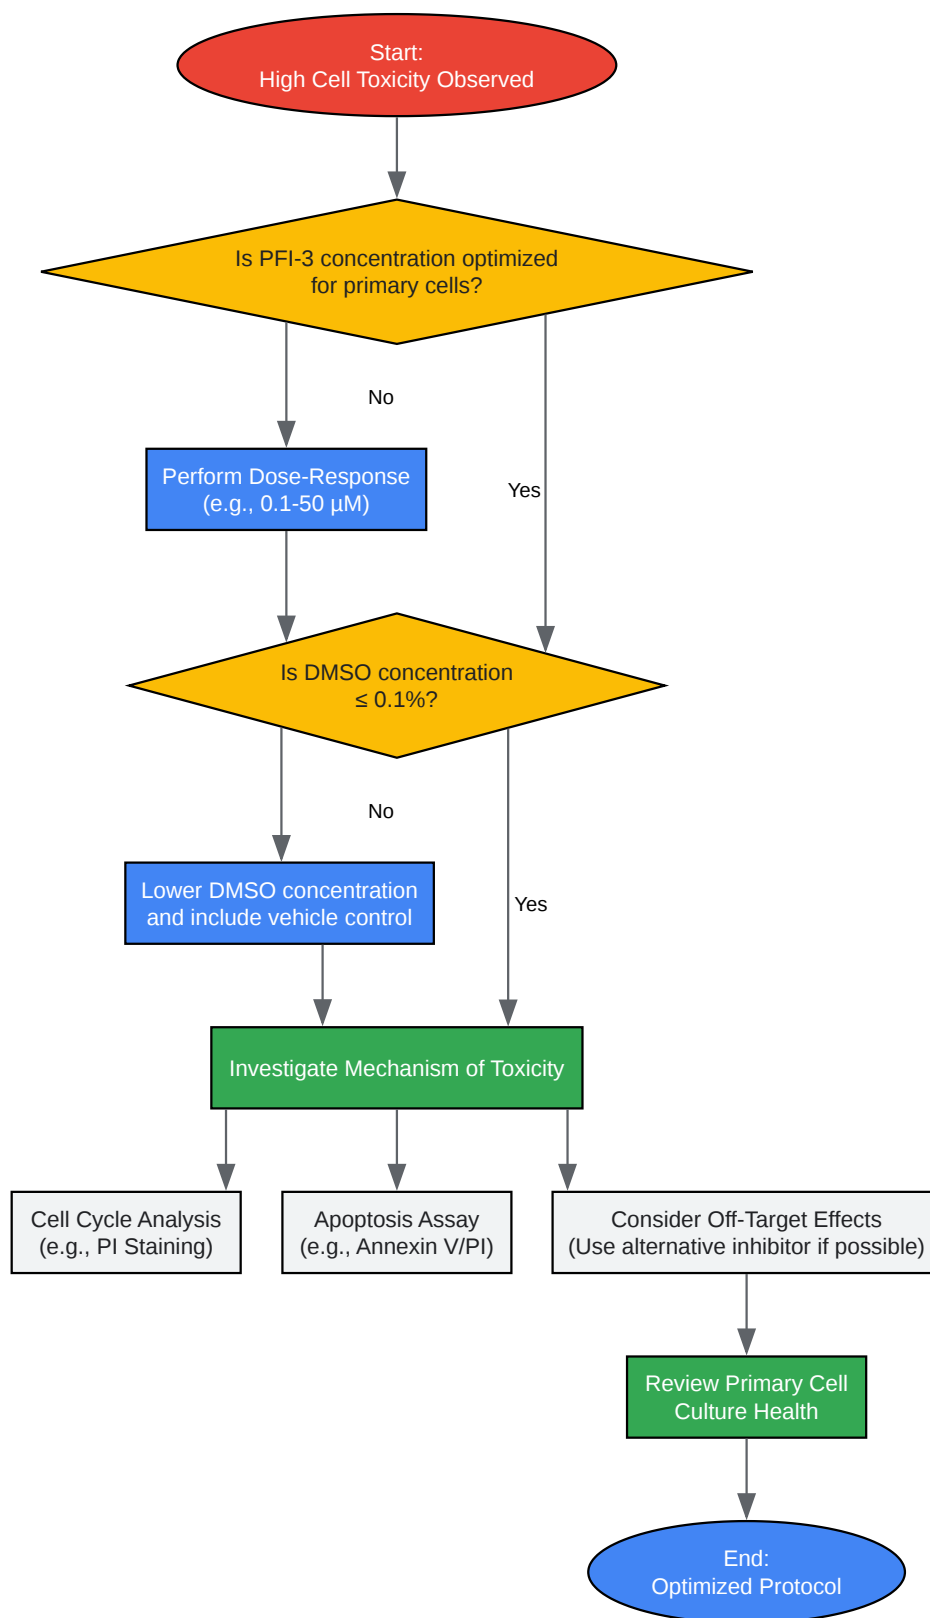 Start:
High Cell Toxicity Observed
Is PFI-3 concentration optimized
for primary cells?
No
Perform Dose-Response
(e.g., 0.1-50 µM)
Yes
Is DMSO concentration
≤ 0.1%?
No
Lower DMSO concentration
and include vehicle control
Yes
Investigate Mechanism of Toxicity
Cell Cycle Analysis
(e.g., PI Staining)
Apoptosis Assay
(e.g., Annexin V/PI)
Consider Off-Target Effects
(Use alternative inhibitor if possible)
Review Primary Cell
Culture Health
End:
Optimized Protocol